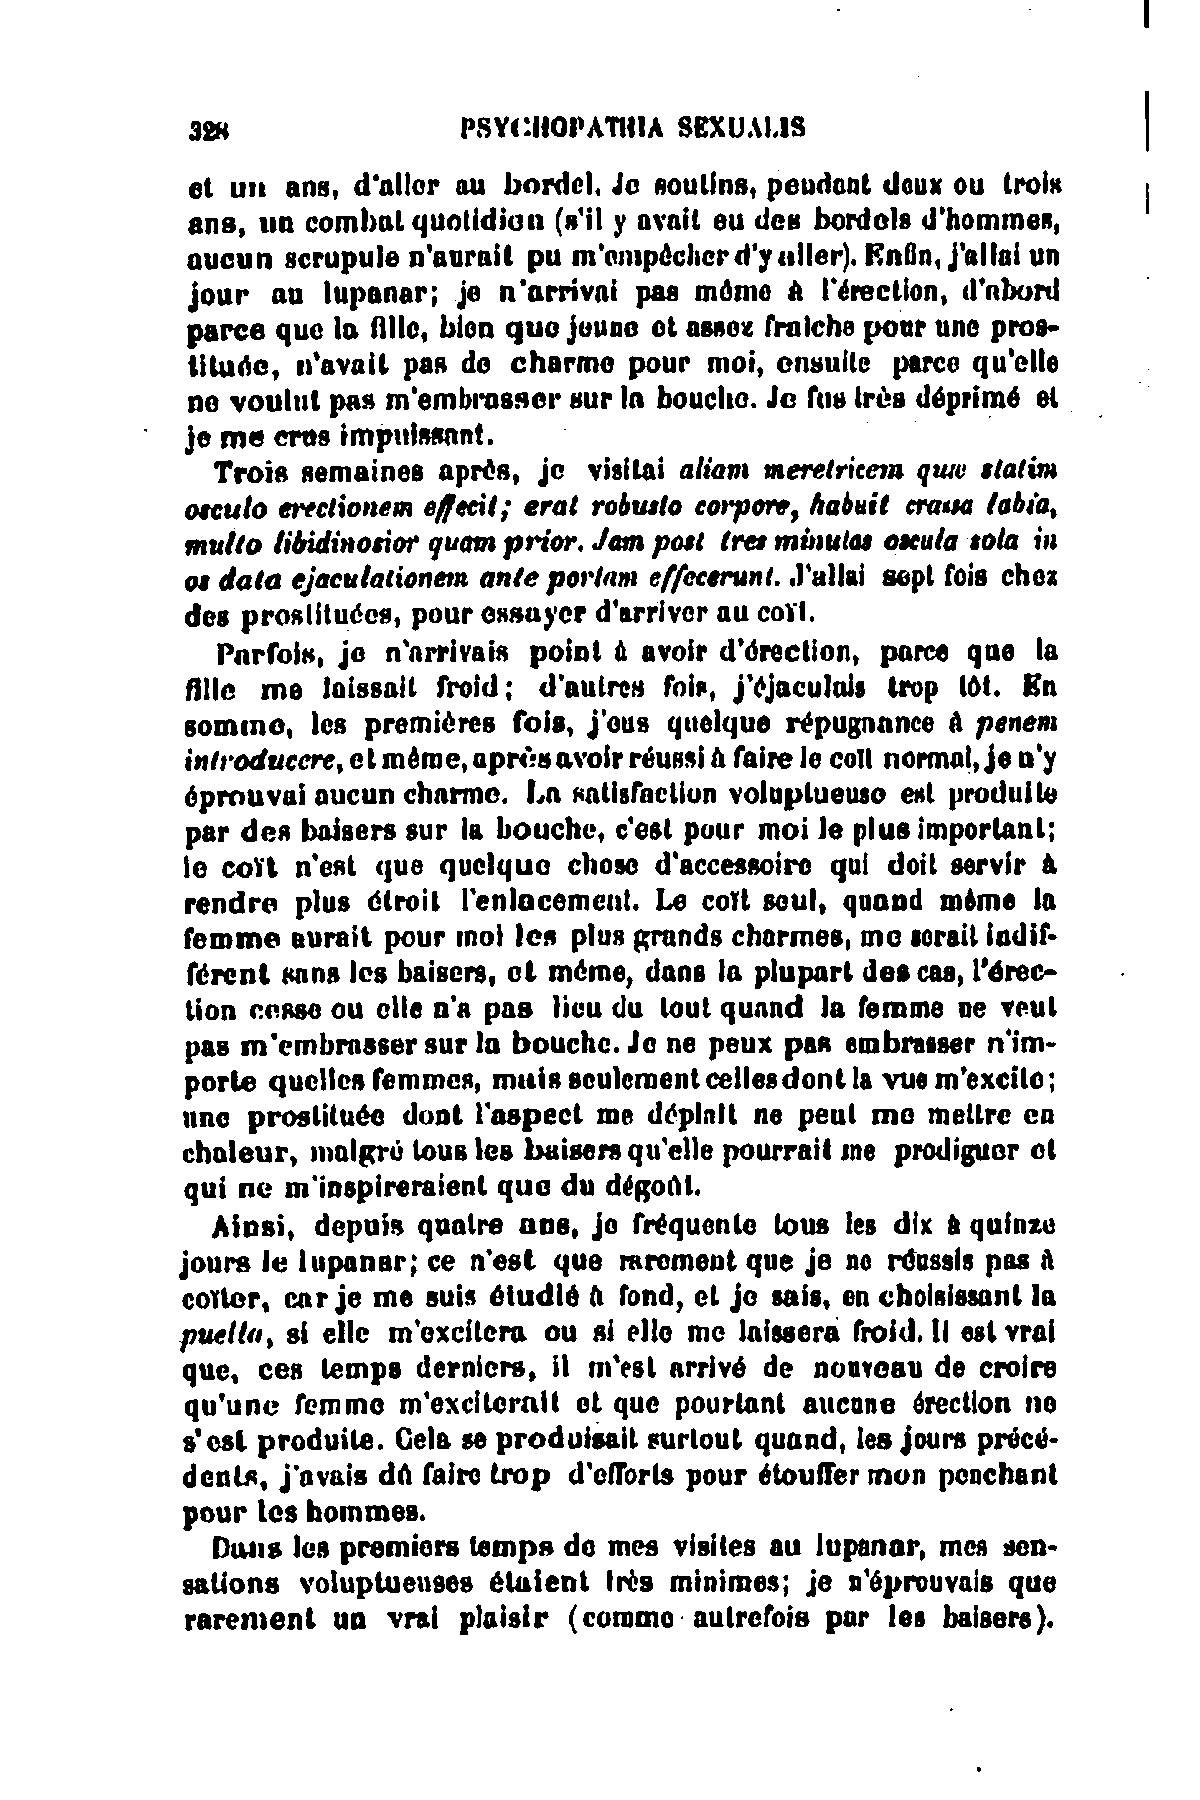 328 PSYCHOPATHIA SEXUALIS
et un ans, d'aller au bordel. Je soutins, pendant deux ou trois
ans, un combat quotidien (s'il y avait eu des bordels d'hommes,
aucun scrupule n'aurait pu m'empêcher d'y aller). Enfin, j'allai un
jour au lupanar; je n'arrivai pas même à l'érection, d'abord
parce que la fille, bien que jeune et assez fraîche pour une pros-
tituée, n'avait pas de charme pour moi, ensuite parce qu'elle
ne voulut pas m'embrasser sur la bouche. Je fus très déprimé et
je me crus impuissant.
Trois semaines après, je visitai aliam meretricem quæ statim
osculo erectionem effecit; erat robusto corpore, habuit crassa labia,
multo libidinosior quam prior. Jam post tres minutas oscula sola in
os data ejaculationem ante portam effecerunt. J'allai sept fois chez
des prostituées, pour essayer d'arriver au coït.
Parfois, je n'arrivais point à avoir d'érection, parce que la
fille me laissait froid; d'autres fois, j'éjaculais trop tôt. En
somme, les premières fois, j'eus quelque répugnance à penem
introducere, et même, après avoir réussi à faire le coït normal, je n'y
éprouvai aucun charme. La satisfaction voluptueuse est produite
par des baisers sur la bouche, c'est pour moi le plus important;
le coït n'est que quelque chose d'accessoire qui doit servir à
rendre plus étroit l'enlacement. Le coït seul, quand même la
femme aurait pour moi les plus grands charmes, me serait indif-
férent sans les baisers, et même, dans la plupart des cas, l'érec-
tion cesse ou elle n'a pas lieu du tout quand la femme ne veut
pas m'embrasser sur la bouche. Je ne peux pas embrasser n'im-
porte quelles femmes, mais seulement celles dont la vue m'excite;
une prostituée dont l'aspect me déplaît ne peut me mettre en
chaleur, malgré tous les baisers qu'elle pourrait me prodiguer et
qui ne m'inspireraient que du dégoût.
Ainsi, depuis quatre ans, je fréquente tous les dix à quinze
jours le lupanar; ce n'est que rarement que je ne réussis pas à
coïter, car je me suis étudié à fond, et je sais, en choisissant la
puella, si elle m'excitera ou si elle me laissera froid. Il est vrai
que, ces temps derniers, il m'est arrivé de nouveau de croire
qu'une femme m'exciterait et que pourtant aucune érection ne
s'est produite. Cela se produisait surtout quand, les jours précé-
dents, j'avais dû faire trop d'efforts pour étouffer mon penchant
pour les hommes.
Dans les premiers temps de mes visites au lupanar, mes sen-
sations voluptueuses étaient très minimes; je n'éprouvais que
rarement un vrai plaisir (comme autrefois par les baisers).